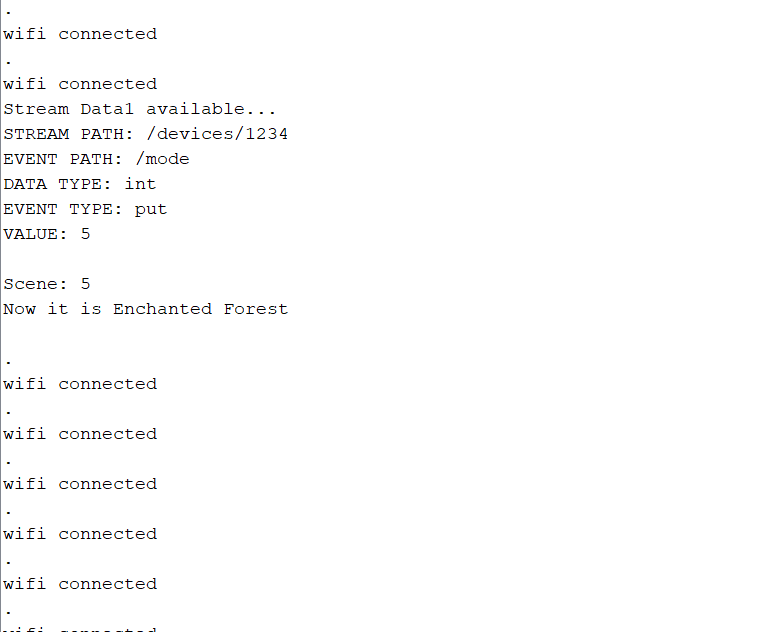 .
wifi connected
.
wifi connected
Stream Data1 available...
STREAM PATH: /devices/1234
EVENT PATH: /mode
DATA TYPE: int
EVENT TYPE: put
VALUE: 5
Scene: 5
Now it is Enchanted Forest
.
wifi connected
.
wifi connected
.
wifi connected
.
wifi connected
.
wifi connected
.
wifi connected